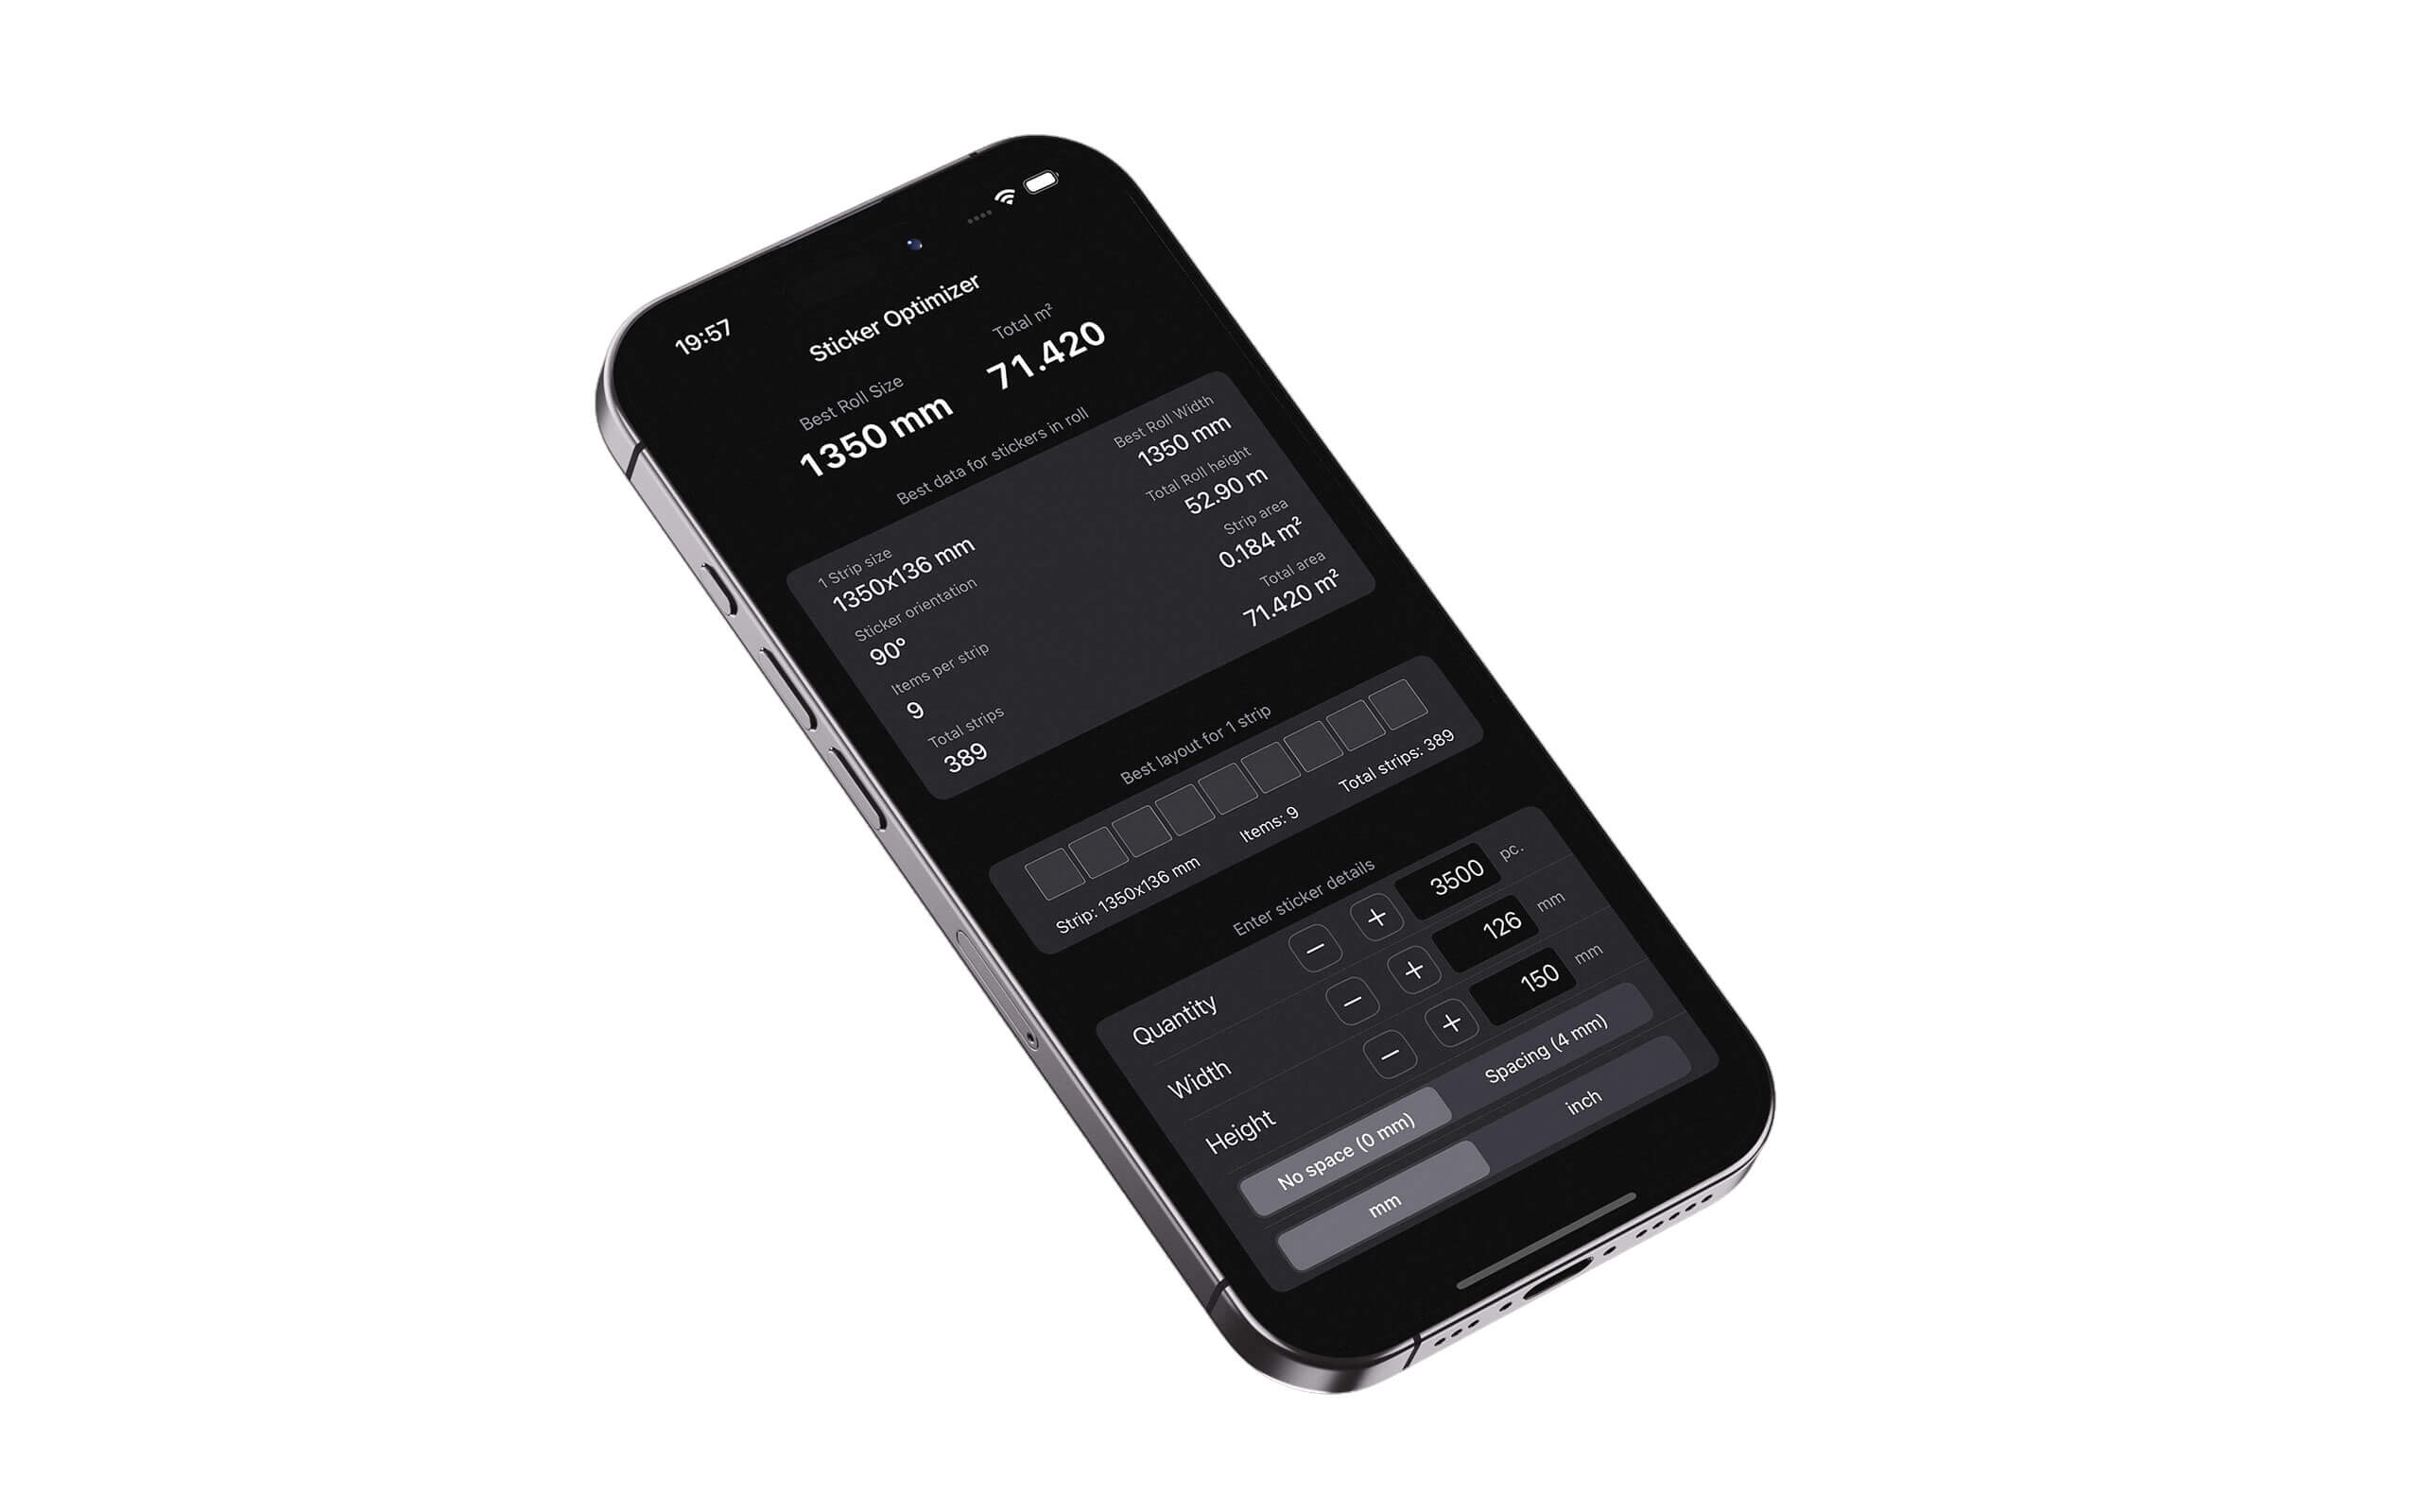 19:57
Sticker Optimizer
Best Roll Size
1350 mm
Total m²
71.420
Best data for stickers in roll
1 Strip size
1350x136 mm
Best Roll Width
1350 mm
Sticker orientation
90º
Total Roll height
52.90 m
Items per strip
9
Strip area
0.184 m²
Total strips
389
Total area
71.420 m²
Best layout for 1 strip
Strip: 1350x136 mm
Items: 9
Total strips: 389
Enter sticker details
Quantity − + 3500 pc.
Width − + 126 mm
Height − + 150 mm
No space (0 mm) Spacing (4 mm)
mm inch